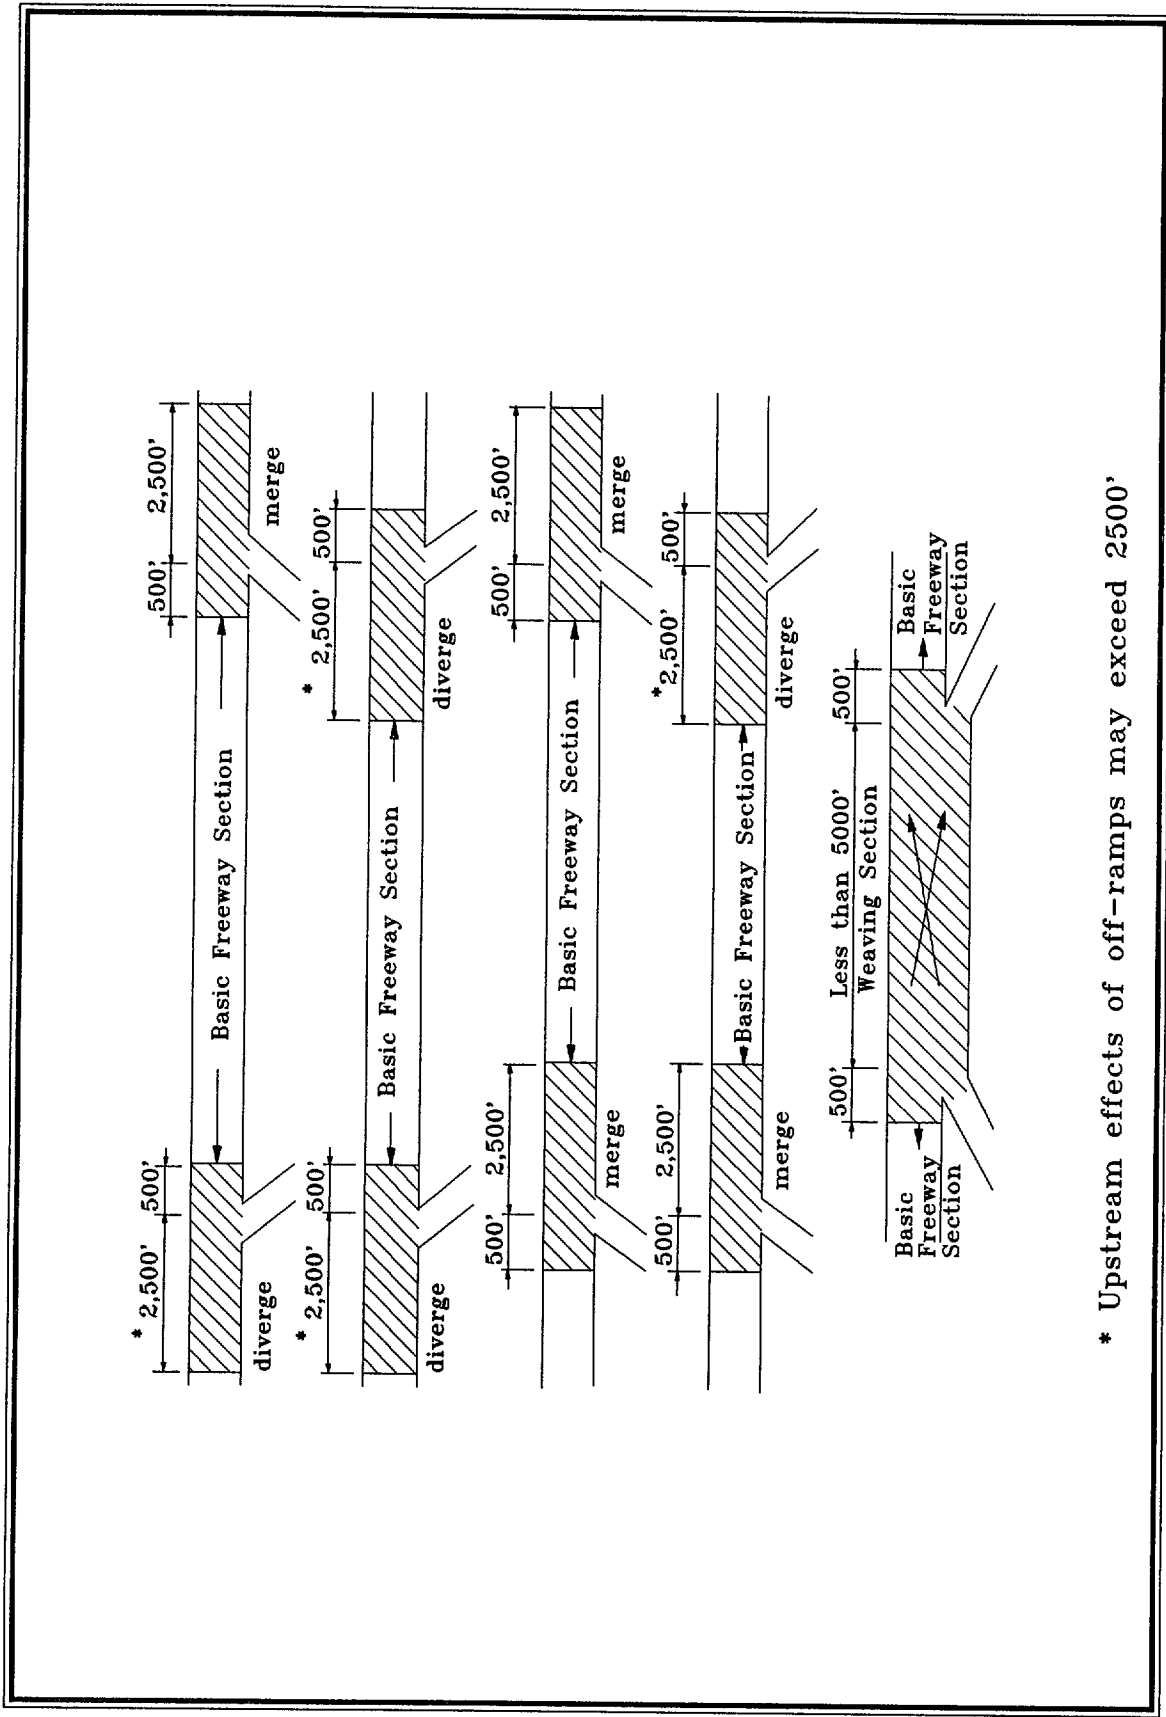 * 2,500' 500' 500' 2,500'
Basic Freeway Section
diverge merge
* 2,500' 500' * 2,500' 500'
Basic Freeway Section
diverge diverge
500' 2,500' 500' 2,500'
Basic Freeway Section
merge merge
500' 2,500' *2,500' 500'
Basic Freeway Section
merge diverge
500' Less than 5000' 500'
Weaving Section
Basic
Freeway
Section
Basic
Freeway
Section
* Upstream effects of off-ramps may exceed 2500'